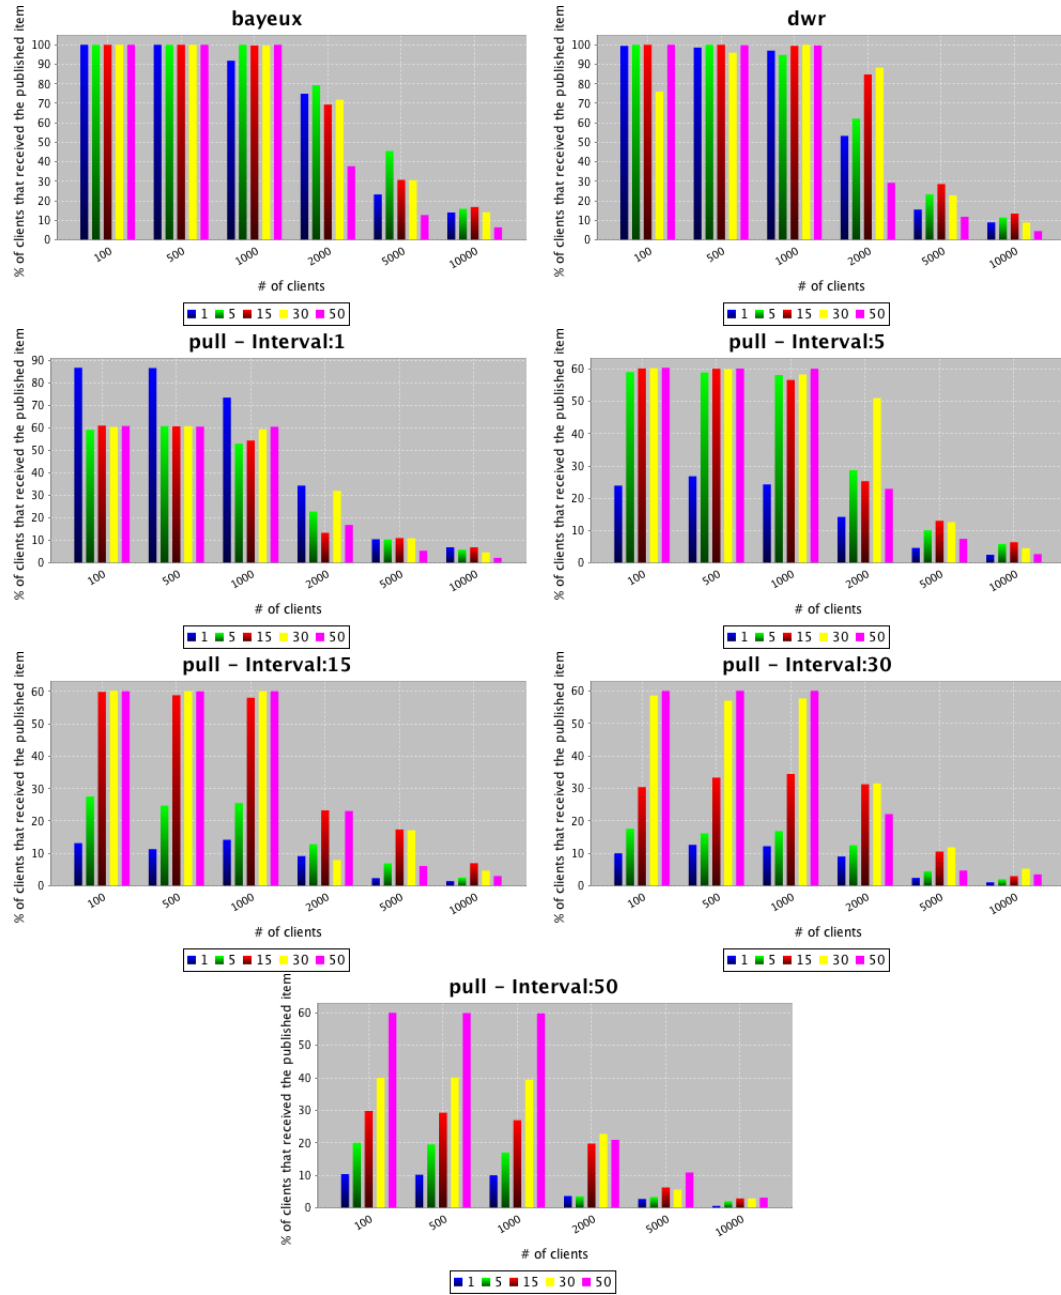 bayeux
% of clients that received the published item
100
90
80
70
60
50
40
30
20
10
0
100 500 1000 2000 5000 10000
# of clients
1 5 15 30 50
dwr
% of clients that received the published item
100
90
80
70
60
50
40
30
20
10
0
100 500 1000 2000 5000 10000
# of clients
1 5 15 30 50
pull - Interval:1
% of clients that received the published item
90
80
70
60
50
40
30
20
10
0
100 500 1000 2000 5000 10000
# of clients
1 5 15 30 50
pull - Interval:5
% of clients that received the published item
60
50
40
30
20
10
0
100 500 1000 2000 5000 10000
# of clients
1 5 15 30 50
pull - Interval:15
% of clients that received the published item
60
50
40
30
20
10
0
100 500 1000 2000 5000 10000
# of clients
1 5 15 30 50
pull - Interval:30
% of clients that received the published item
60
50
40
30
20
10
0
100 500 1000 2000 5000 10000
# of clients
1 5 15 30 50
pull - Interval:50
% of clients that received the published item
60
50
40
30
20
10
0
100 500 1000 2000 5000 10000
# of clients
1 5 15 30 50